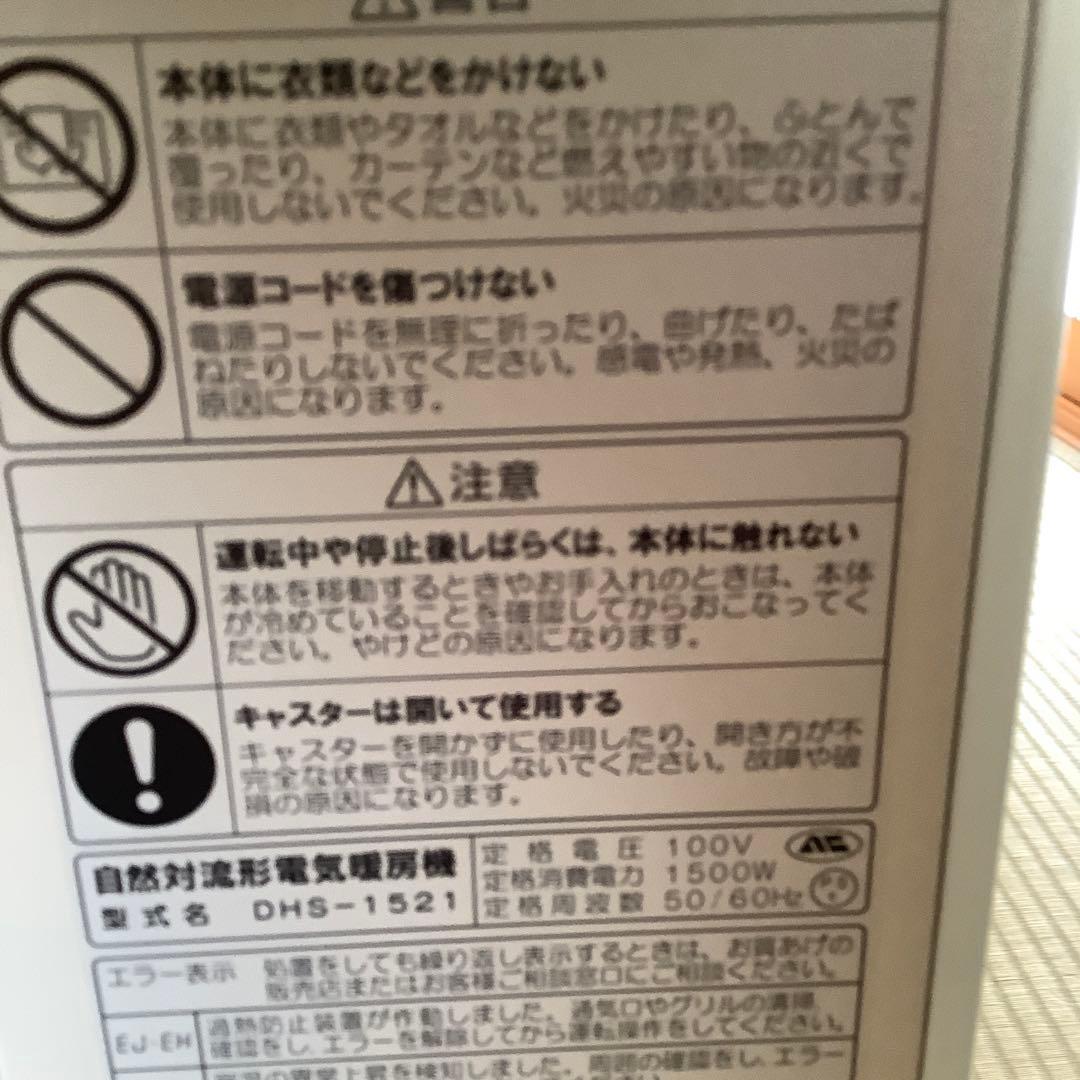 警告
本体に衣類などをかけない
本体に衣類やタオルなどをかけたり、ふとんで
覆ったり、カーテンなど燃えやすい物の近くで
使用しないでください。火災の原因になります。
電源コードを傷つけない
電源コードを無理に折ったり、曲げたり、たば
ねたりしないでください。感電や発熱、火災の
原因になります。
注意
運転中や停止後しばらくは、本体に触れない
本体を移動するときやお手入れのときは、本体
が冷めていることを確認してからおこなってく
ださい。やけどの原因になります。
キャスターは開いて使用する
キャスターを開かずに使用したり、開き方が不
完全な状態で使用しないでください。故障や破
損の原因になります。
自然対流形電気暖房機
型式名 DHS-1521
定格電圧 100V
定格消費電力 1500W
定格周波数 50/60Hz
エラー表示
処置をしても繰り返し表示するときは、お買あげの
販売店またはお客様ご相談窓口にご相談ください。
EJ・EH
過熱防止装置が作動しました。通気口やグリルの清掃、
確認をし、エラーを解除してから運転操作をしてください。
室温の異常上昇を検知しました。周囲の確認をし、エラー